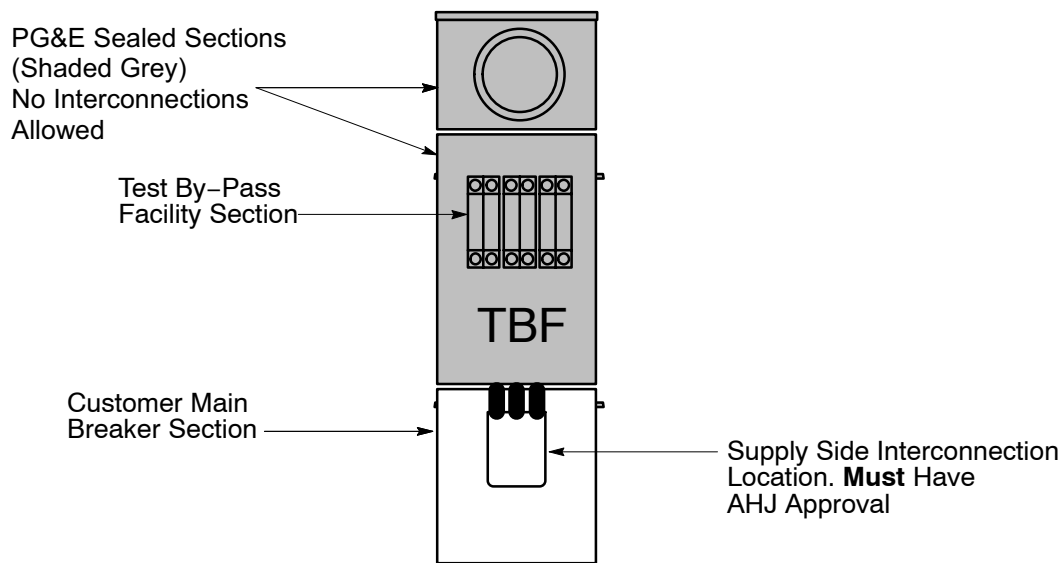 PG&E Sealed Sections
(Shaded Grey)
No Interconnections
Allowed
Test By−Pass
Facility Section
TBF
Customer Main
Breaker Section
Supply Side Interconnection
Location. Must Have
AHJ Approval